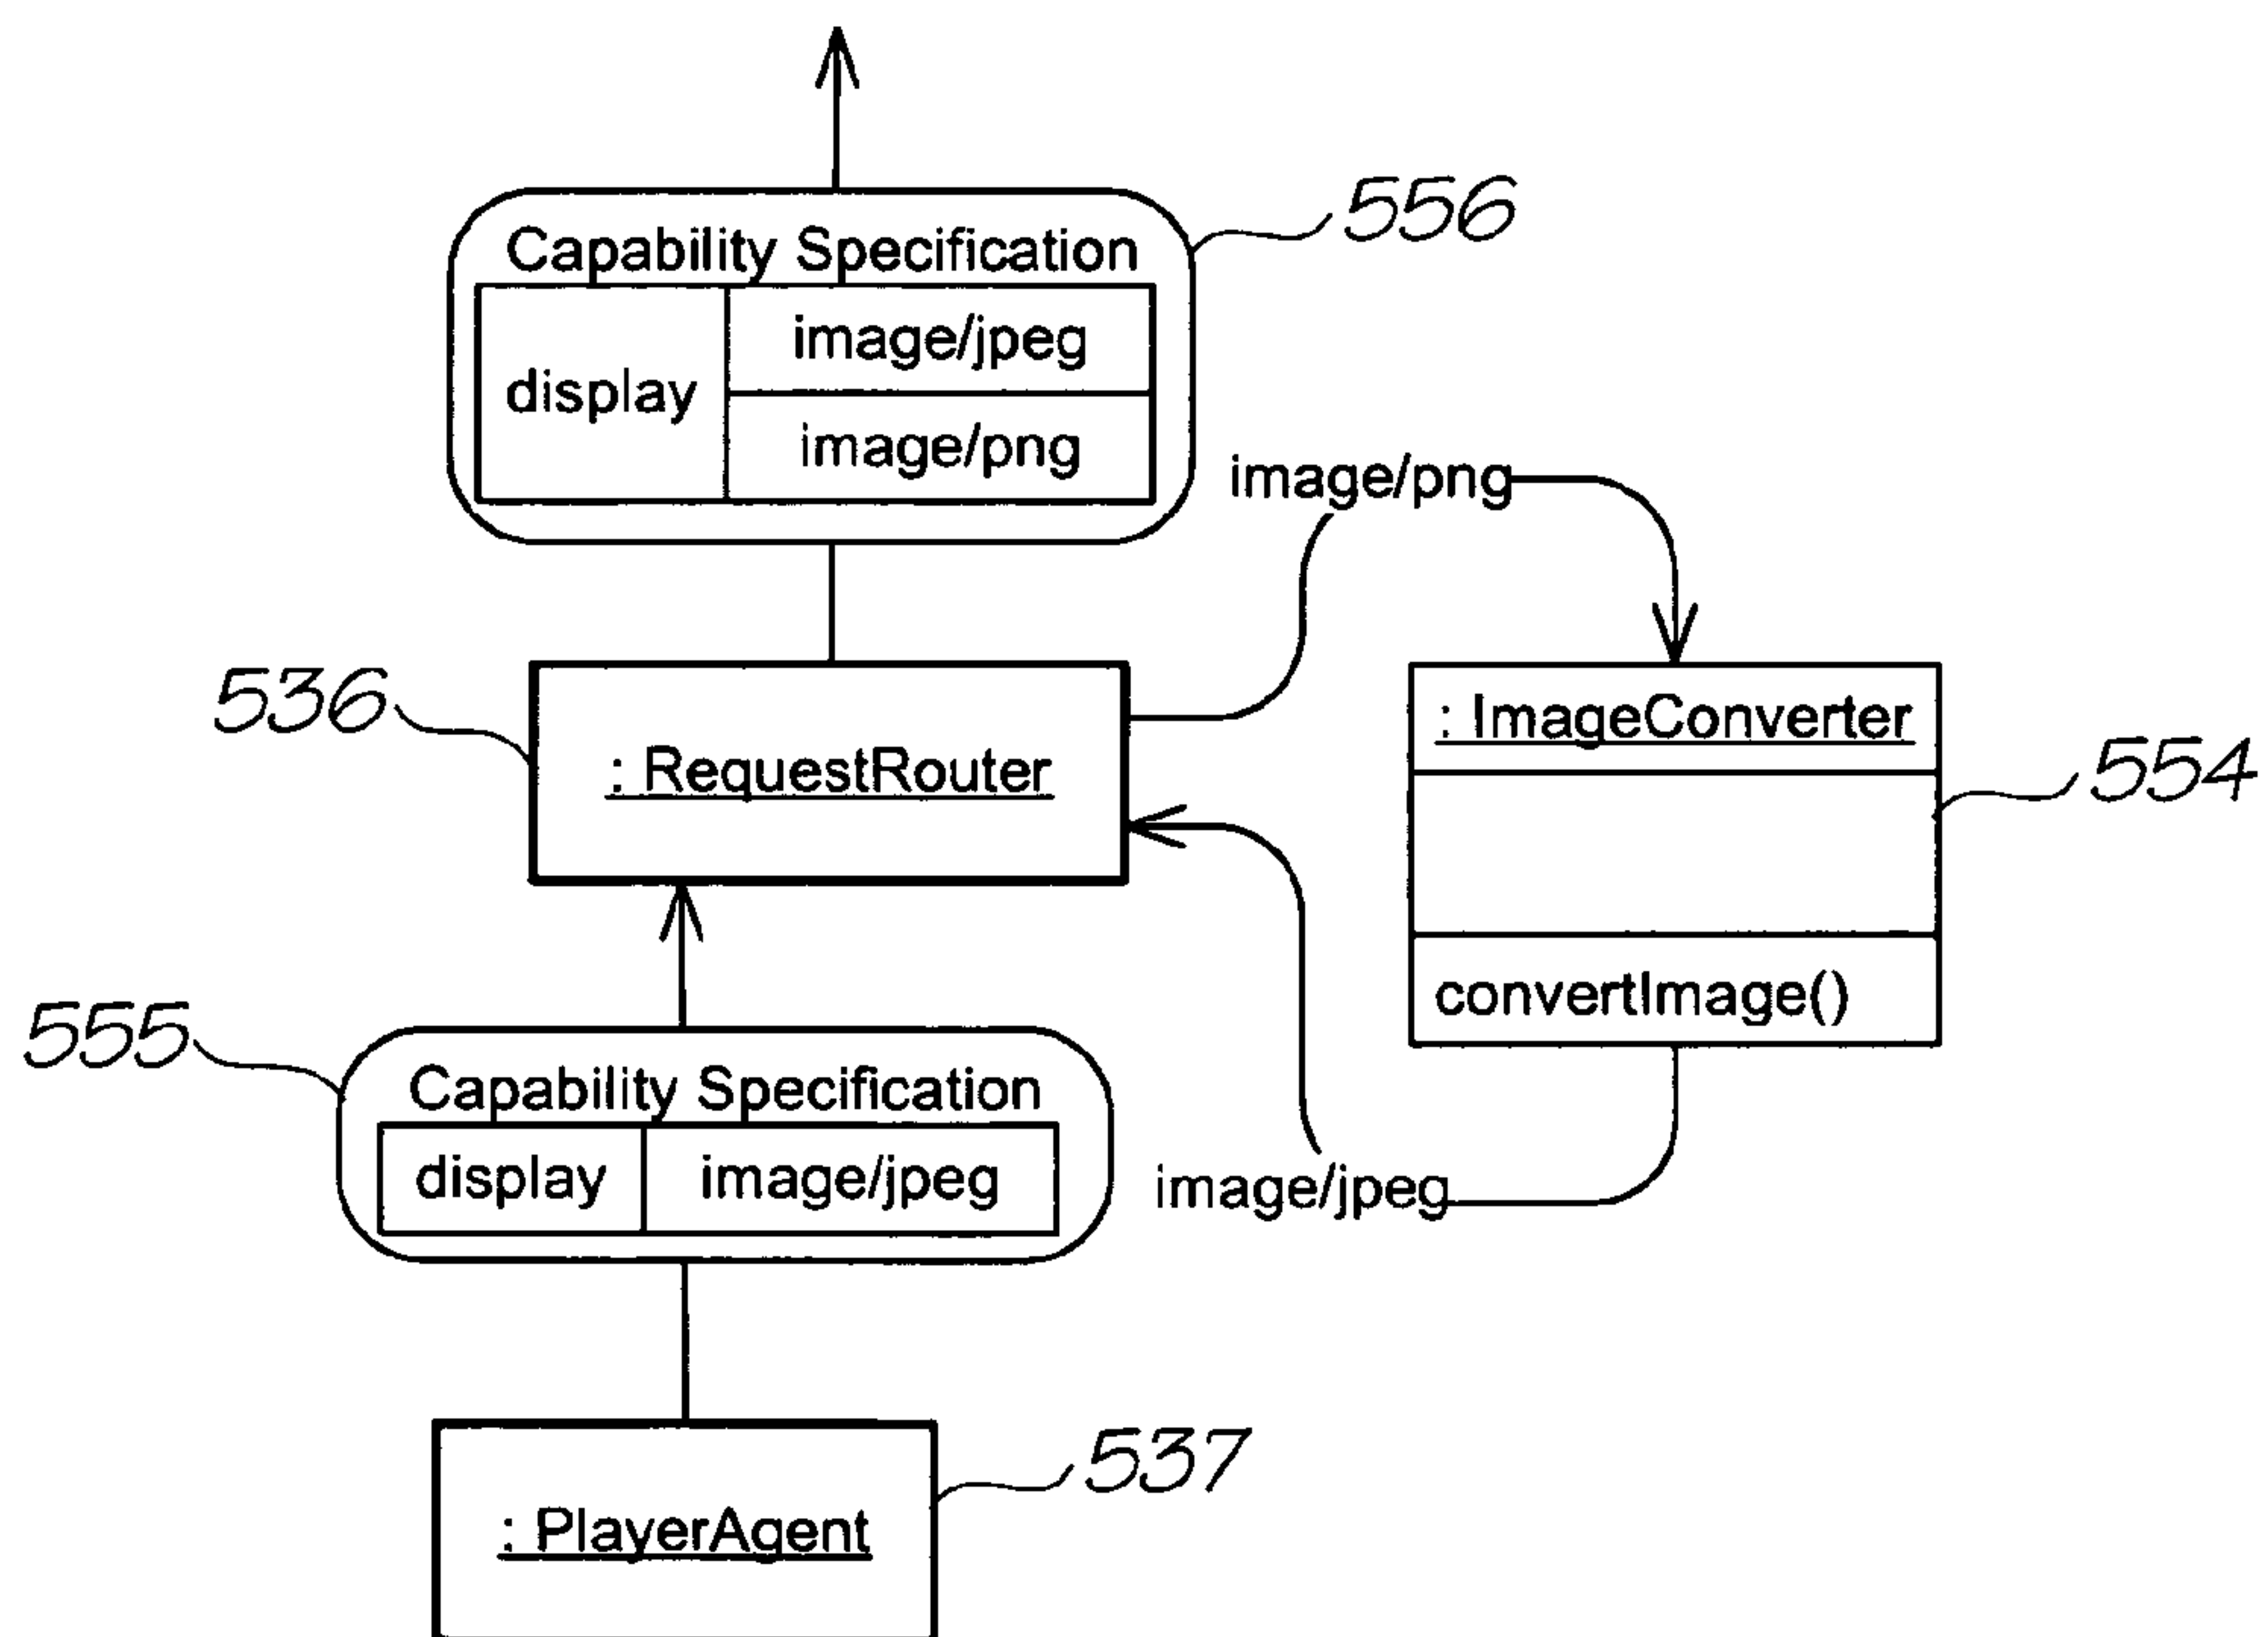 Capability Specification
556
display
image/jpeg
image/png
image/png
536
: RequestRouter
: ImageConverter
554
convertImage()
555
Capability Specification
display
image/jpeg
image/jpeg
537
: PlayerAgent